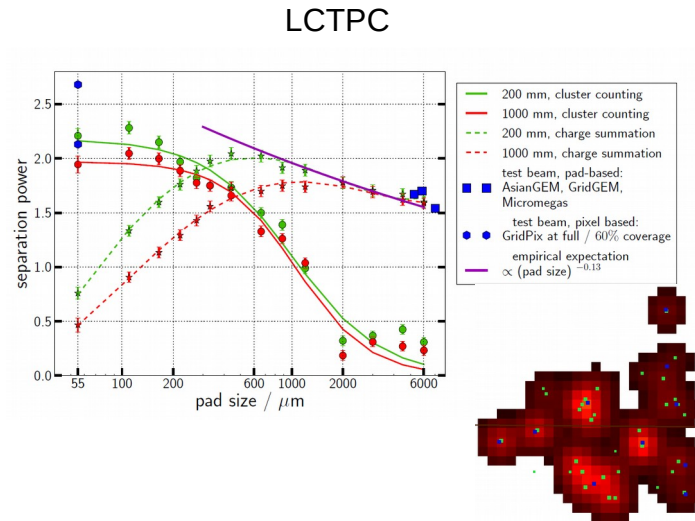 LCTPC
separation power
2.5
2.0
1.5
1.0
0.5
0.0
55
100
200
600
1000
2000
6000
pad size / μm
200 mm, cluster counting
1000 mm, cluster counting
200 mm, charge summation
1000 mm, charge summation
test beam, pad-based:
AsianGEM, GridGEM,
Micromegas
test beam, pixel based:
GridPix at full / 60% coverage
empirical expectation
∝ (pad size) ⁻⁰·¹³